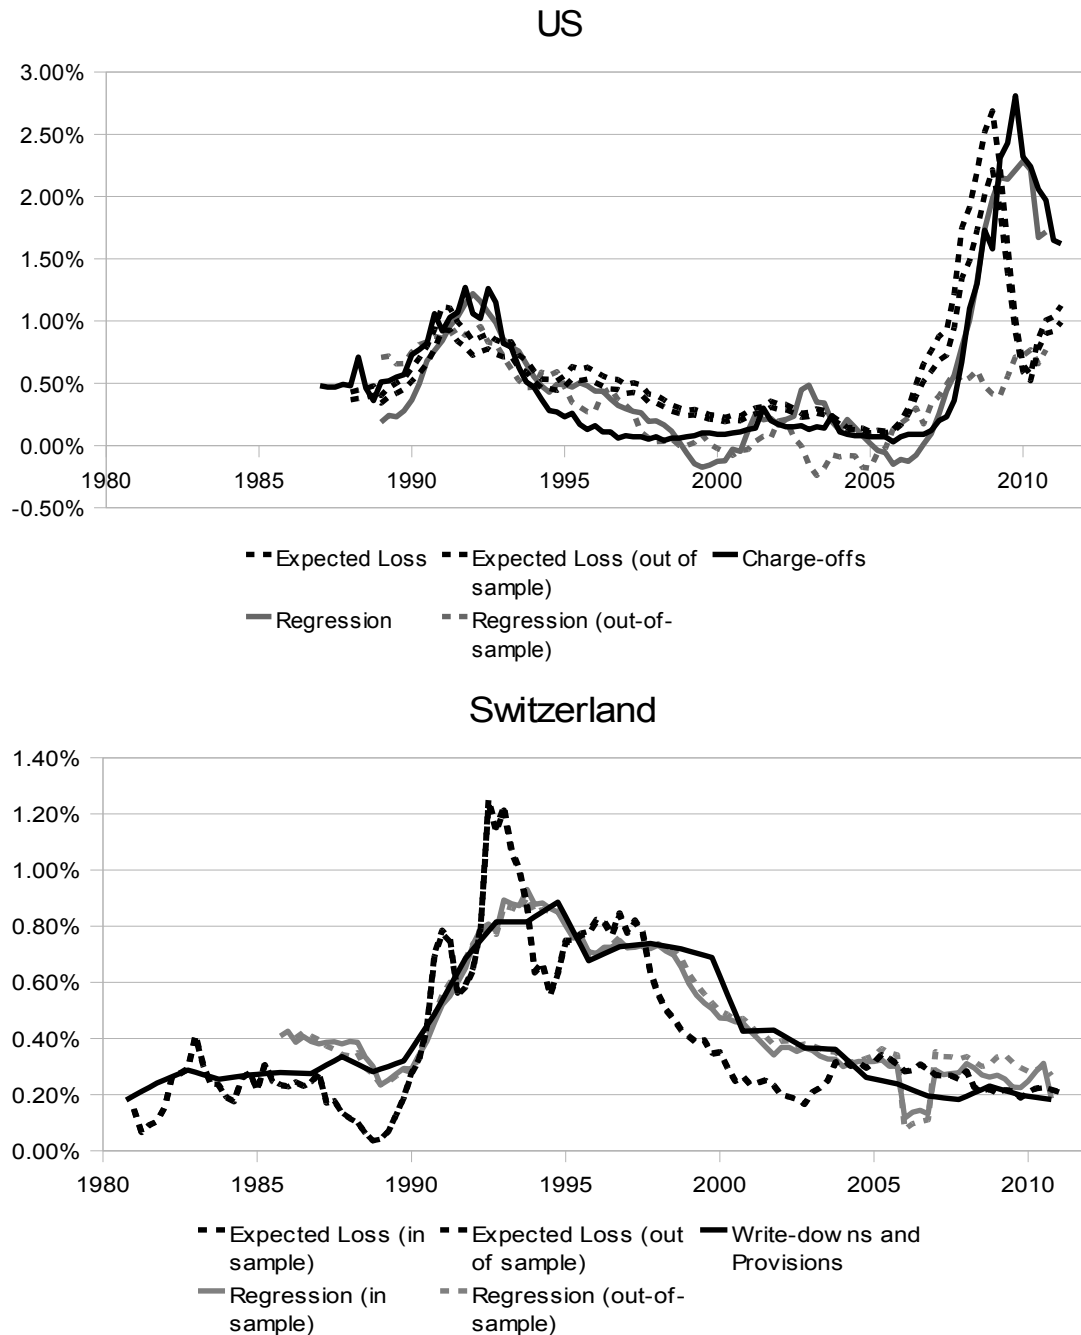 US
3.00%
2.50%
2.00%
1.50%
1.00%
0.50%
0.00%
1980 1985 1990 1995 2000 2005 2010
-0.50%
Expected Loss Expected Loss (out of Charge-offs
sample)
Regression Regression (out-of-
sample)
Switzerland
1.40%
1.20%
1.00%
0.80%
0.60%
0.40%
0.20%
0.00%
1980 1985 1990 1995 2000 2005 2010
Expected Loss (in Expected Loss (out Write-downs and
sample) of sample) Provisions
Regression (in Regression (out-of-
sample) sample)